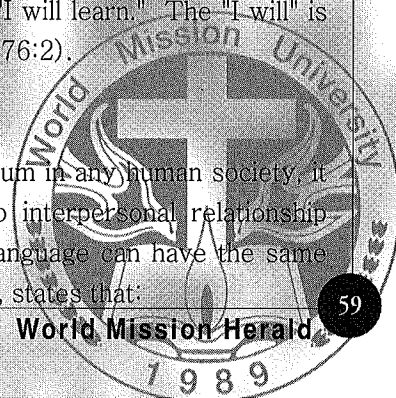 "I will learn." The "I will" is
76:2).
World Mission University
um in any human society, it
o interpersonal relationship
anguage can have the same
, states that:
59
World Mission Herald
1989